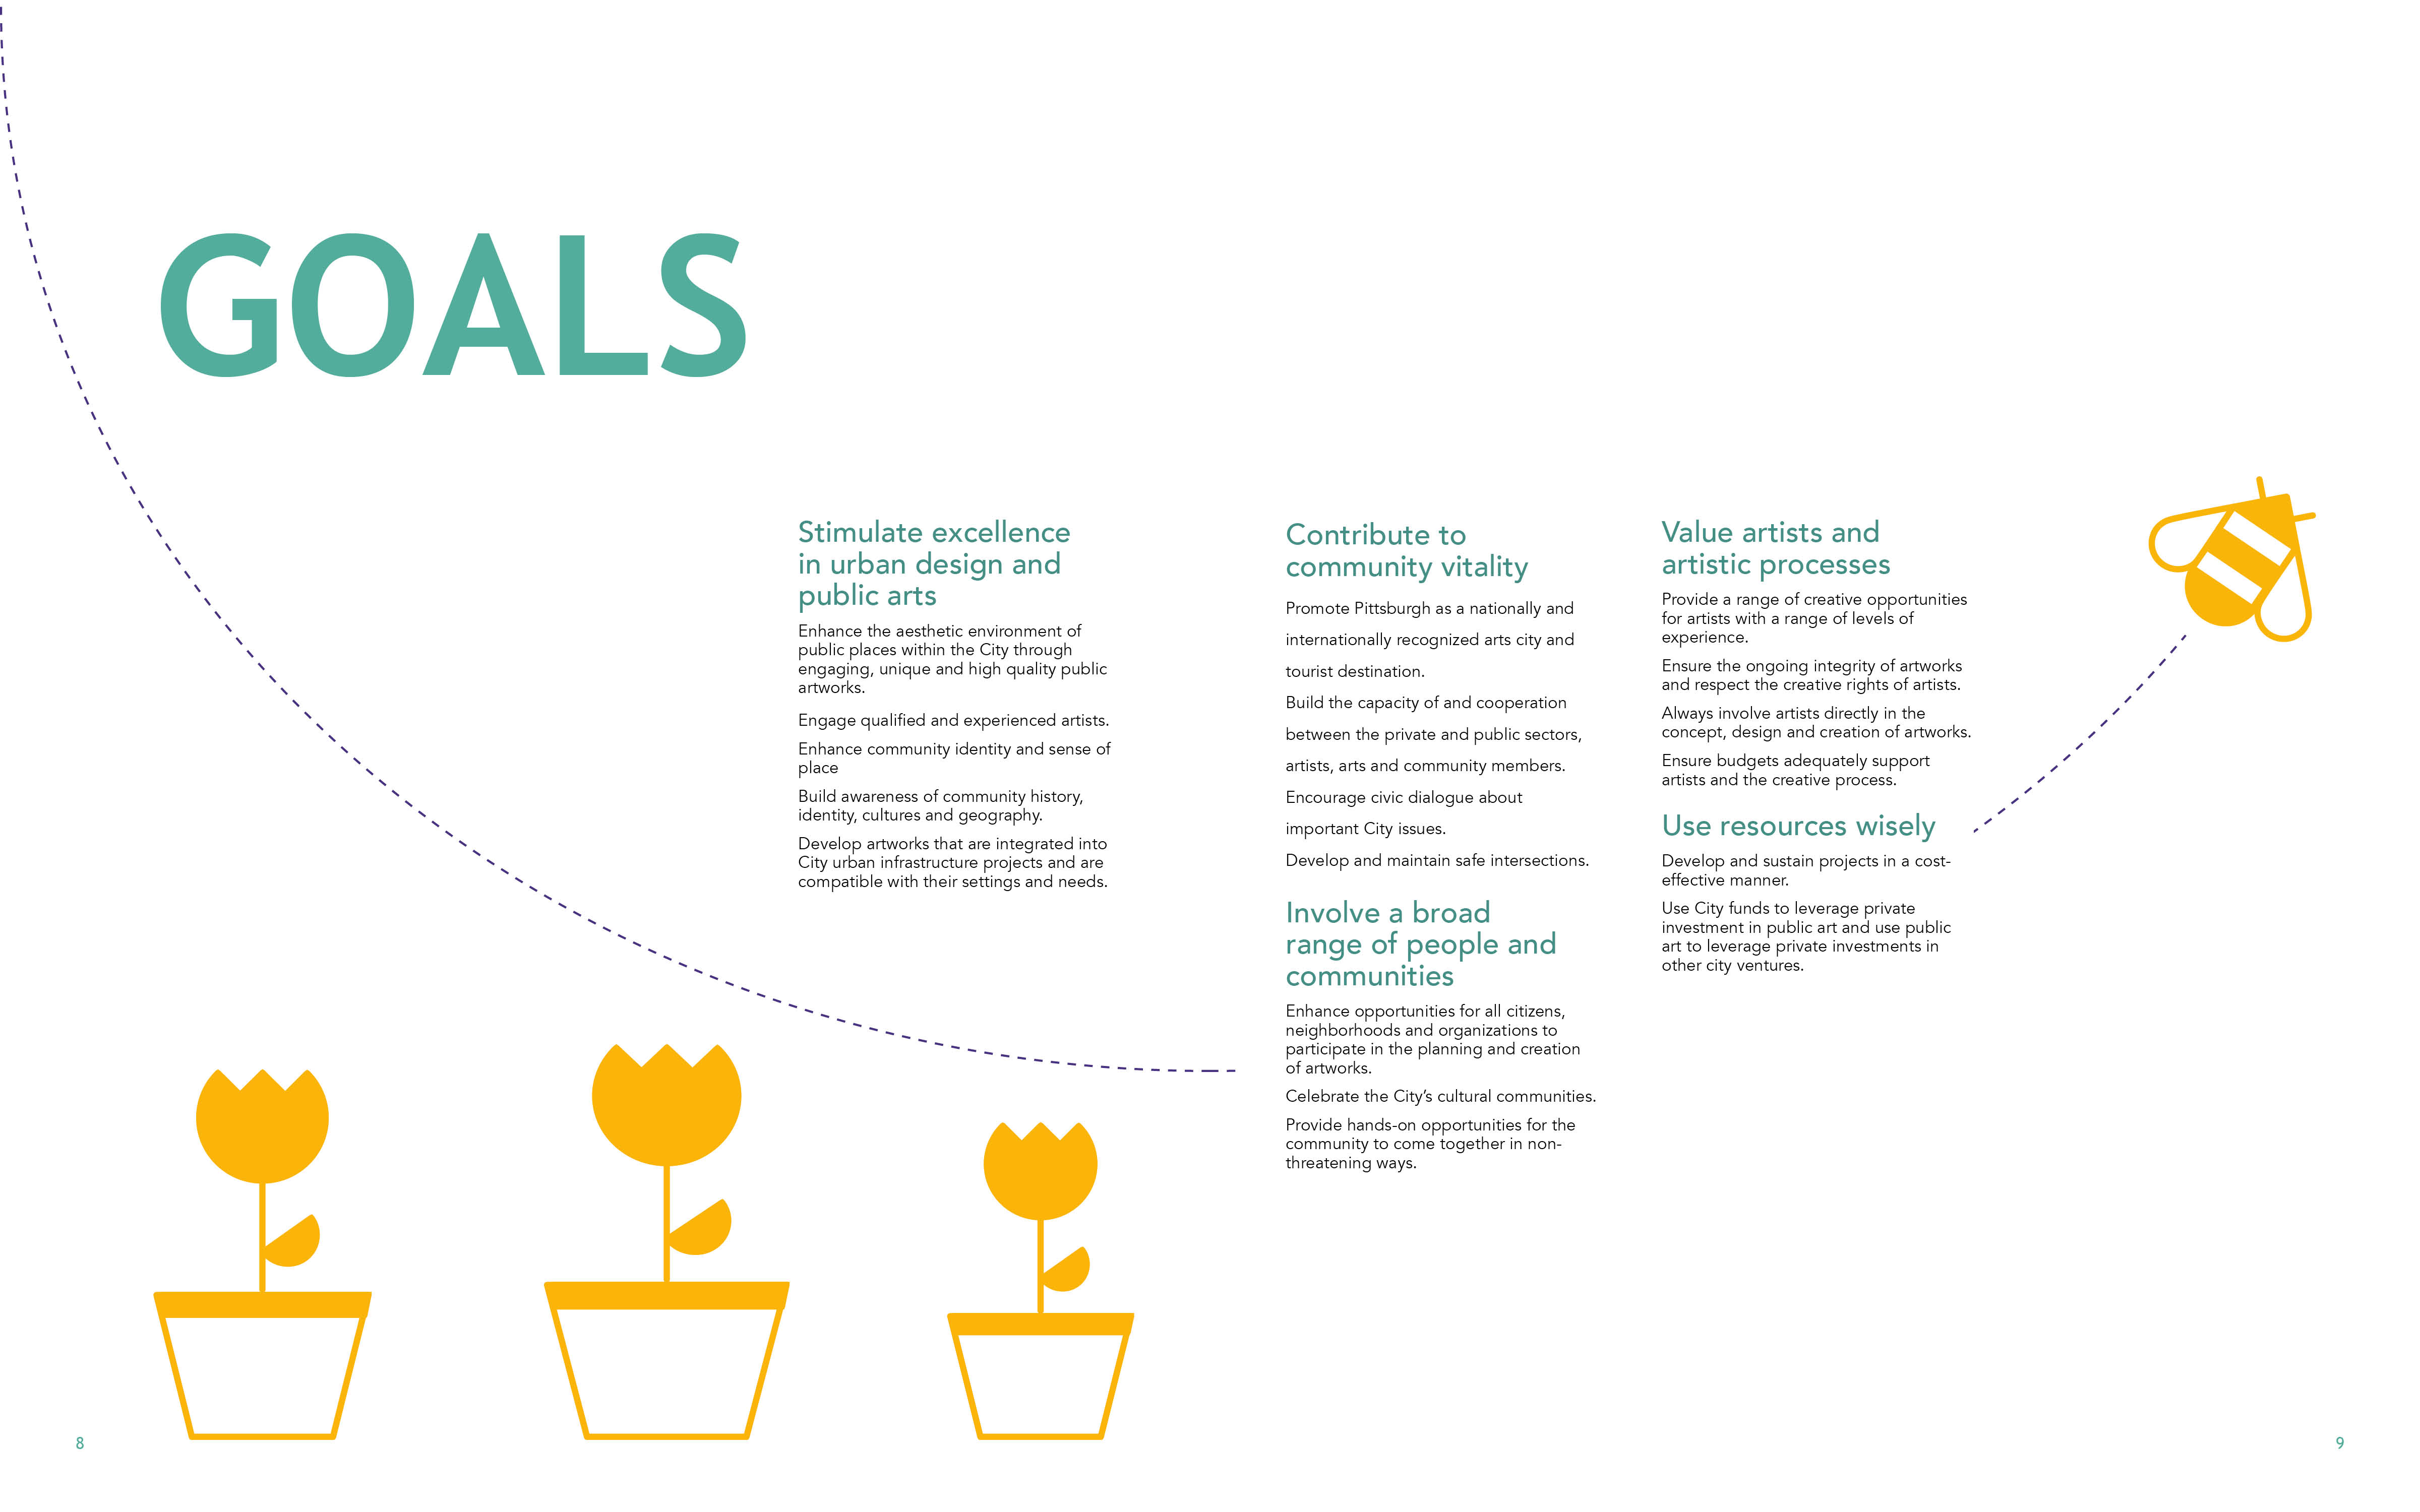 GOALS
Stimulate excellence
in urban design and
public arts
Enhance the aesthetic environment of
public places within the City through
engaging, unique and high quality public
artworks.
Engage qualified and experienced artists.
Enhance community identity and sense of
place
Build awareness of community history,
identity, cultures and geography.
Develop artworks that are integrated into
City urban infrastructure projects and are
compatible with their settings and needs.
Contribute to
community vitality
Promote Pittsburgh as a nationally and
internationally recognized arts city and
tourist destination.
Build the capacity of and cooperation
between the private and public sectors,
artists, arts and community members.
Encourage civic dialogue about
important City issues.
Develop and maintain safe intersections.
Involve a broad
range of people and
communities
Enhance opportunities for all citizens,
neighborhoods and organizations to
participate in the planning and creation
of artworks.
Celebrate the City’s cultural communities.
Provide hands-on opportunities for the
community to come together in non-
threatening ways.
Value artists and
artistic processes
Provide a range of creative opportunities
for artists with a range of levels of
experience.
Ensure the ongoing integrity of artworks
and respect the creative rights of artists.
Always involve artists directly in the
concept, design and creation of artworks.
Ensure budgets adequately support
artists and the creative process.
Use resources wisely
Develop and sustain projects in a cost-
effective manner.
Use City funds to leverage private
investment in public art and use public
art to leverage private investments in
other city ventures.
8
9